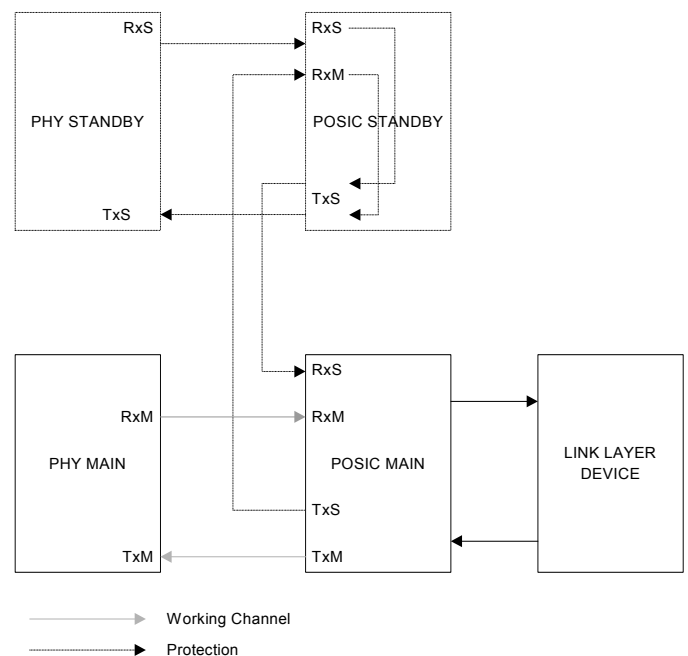 RxS
RxS
RxM
PHY STANDBY
POSIC STANDBY
TxS
TxS
RxS
RxM
RxM
PHY MAIN
POSIC MAIN
LINK LAYER
DEVICE
TxS
TxM
TxM
Working Channel
Protection